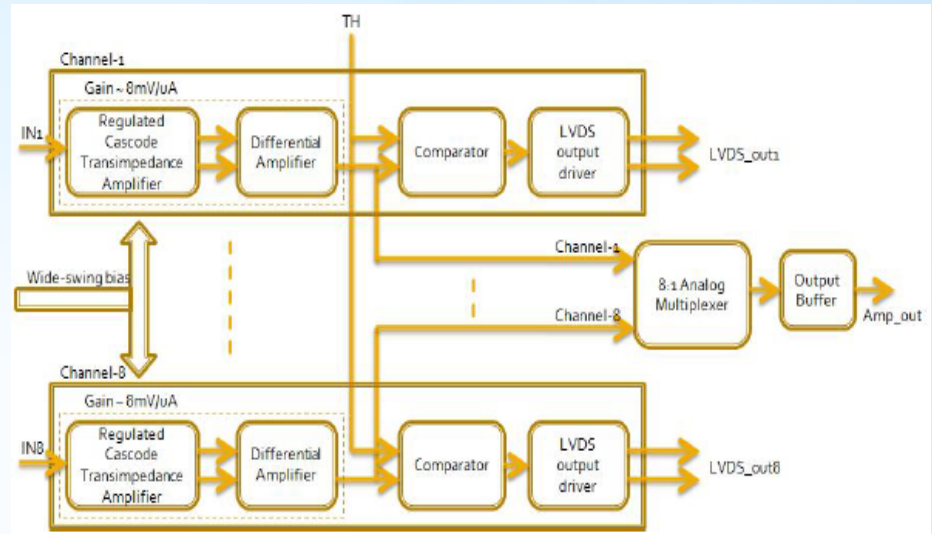 TH
Channel-1
Gain ~ 8mV/uA
IN1
Regulated
Cascode
Transimpedance
Amplifier
Differential
Amplifier
Comparator
LVDS
output
driver
LVDS_out1
Wide-swing bias
Channel-1
Channel-8
8:1 Analog
Multiplexer
Output
Buffer
Amp_out
Channel-8
Gain ~ 8mV/uA
IN8
Regulated
Cascode
Transimpedance
Amplifier
Differential
Amplifier
Comparator
LVDS
output
driver
LVDS_out8